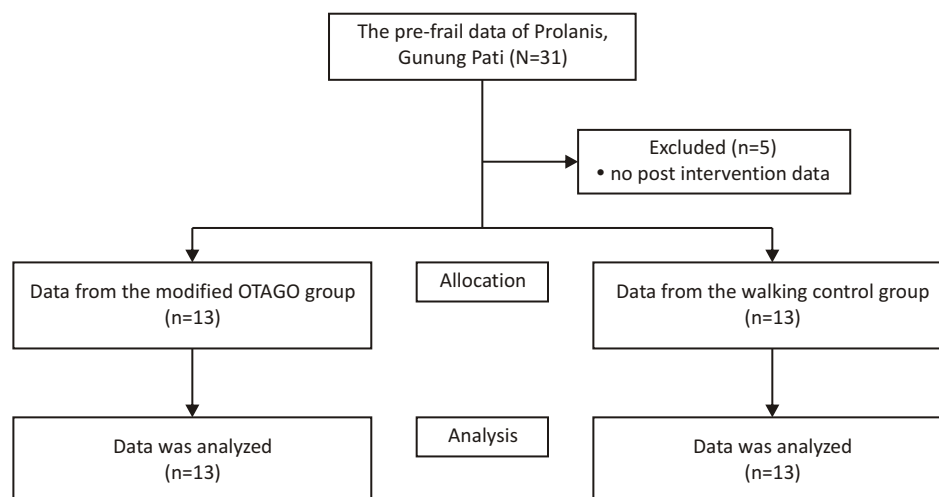 The pre-frail data of Prolanis,
Gunung Pati (N=31)
Excluded (n=5)
• no post intervention data
Data from the modified OTAGO group
(n=13)
Allocation
Data from the walking control group
(n=13)
Data was analyzed
(n=13)
Analysis
Data was analyzed
(n=13)